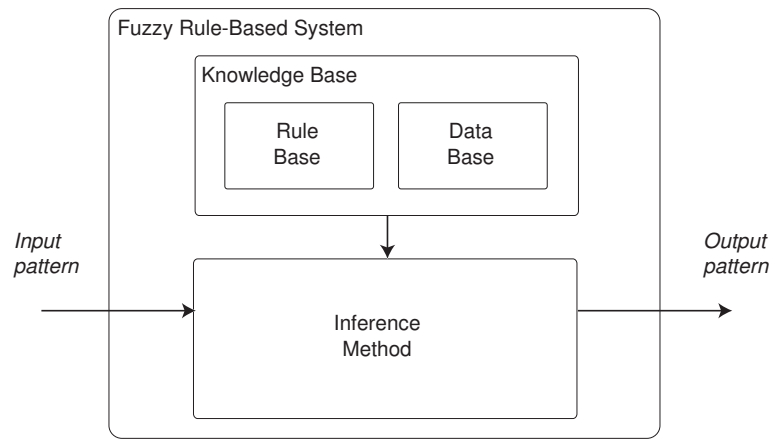 Fuzzy Rule-Based System
Knowledge Base
Rule
Base
Data
Base
Input
pattern
Output
pattern
Inference
Method